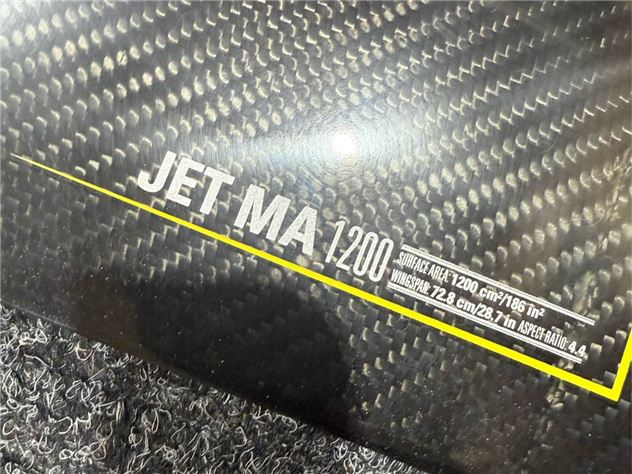 JET MA 1200
SURFACE AREA: 1200 cm²/186 in²
WINGSPAN: 72.8 cm/28.7 in ASPECT RATIO: 4.4